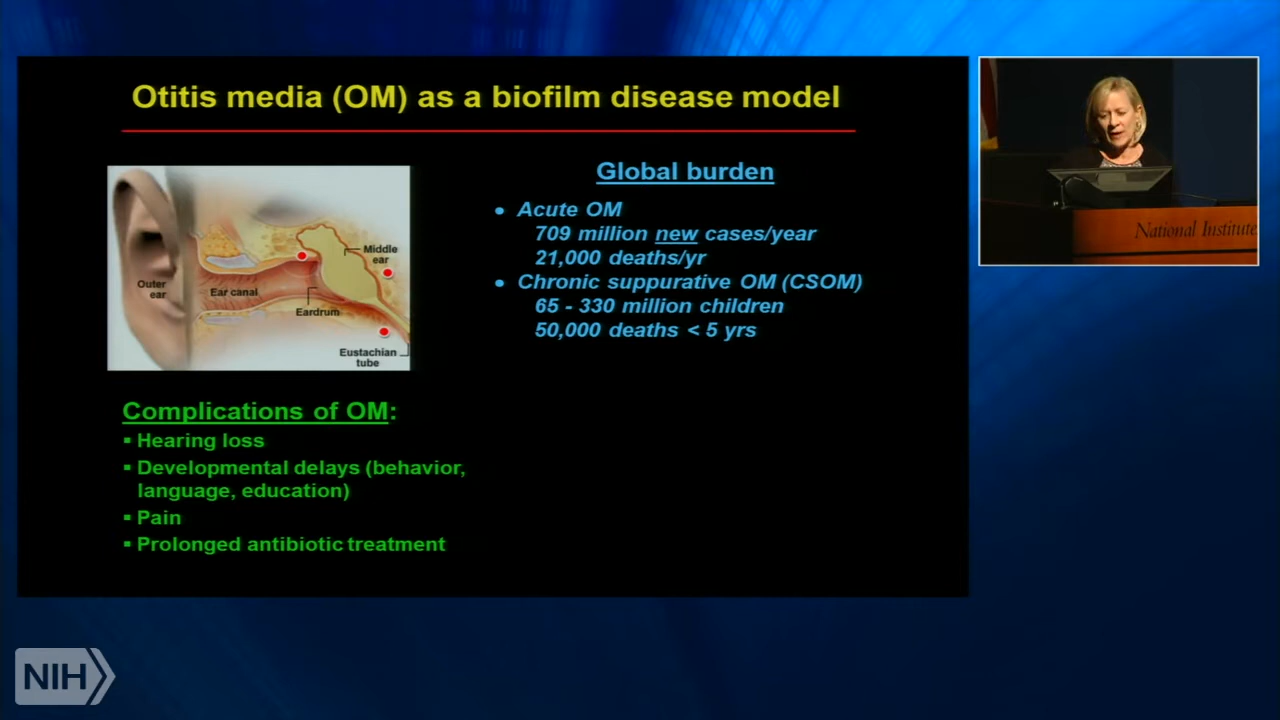 Otitis media (OM) as a biofilm disease model
Global burden
• Acute OM
709 million new cases/year
21,000 deaths/yr
• Chronic suppurative OM (CSOM)
65 - 330 million children
50,000 deaths < 5 yrs
Middle
ear
Outer
ear
Ear canal
Eardrum
Eustachian
tube
Complications of OM:
▪ Hearing loss
▪ Developmental delays (behavior,
language, education)
▪ Pain
▪ Prolonged antibiotic treatment
National Institute
NIH